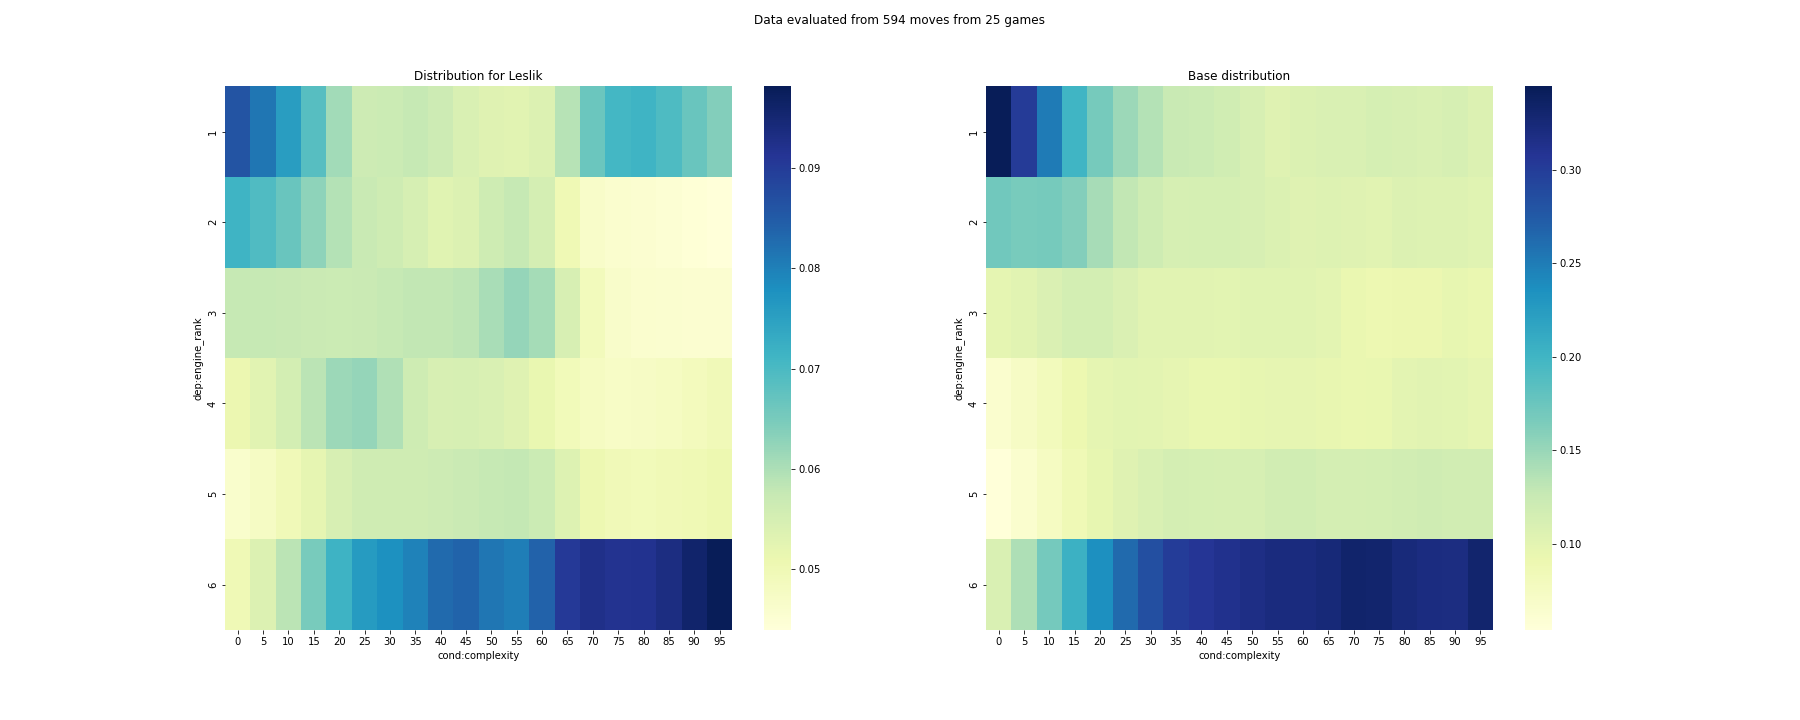 Data evaluated from 594 moves from 25 games
Distribution for Leslik
dep:engine_rank
1
2
3
4
5
6
0 5 10 15 20 25 30 35 40 45 50 55 60 65 70 75 80 85 90 95
cond:complexity
0.09
0.08
0.07
0.06
0.05
Base distribution
dep:engine_rank
1
2
3
4
5
6
0 5 10 15 20 25 30 35 40 45 50 55 60 65 70 75 80 85 90 95
cond:complexity
0.30
0.25
0.20
0.15
0.10